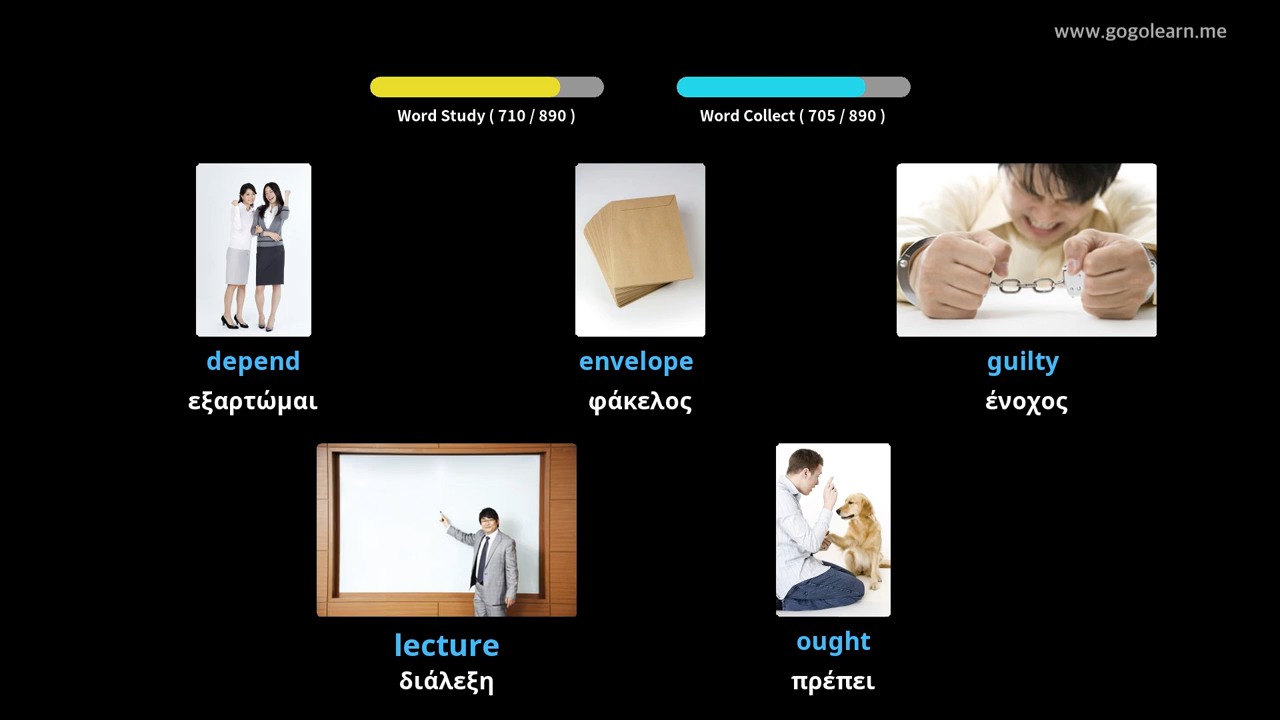 www.gogolearn.me
Word Study ( 710 / 890 )
Word Collect ( 705 / 890 )
depend
εξαρτώμαι
envelope
φάκελος
guilty
ένοχος
lecture
διάλεξη
ought
πρέπει